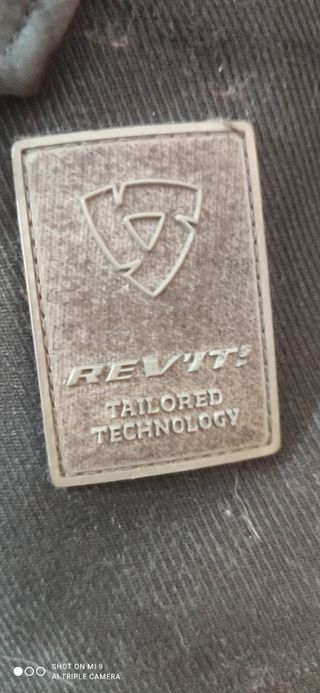 REV'IT!
TAILORED
TECHNOLOGY
SHOT ON MI 9
AI TRIPLE CAMERA